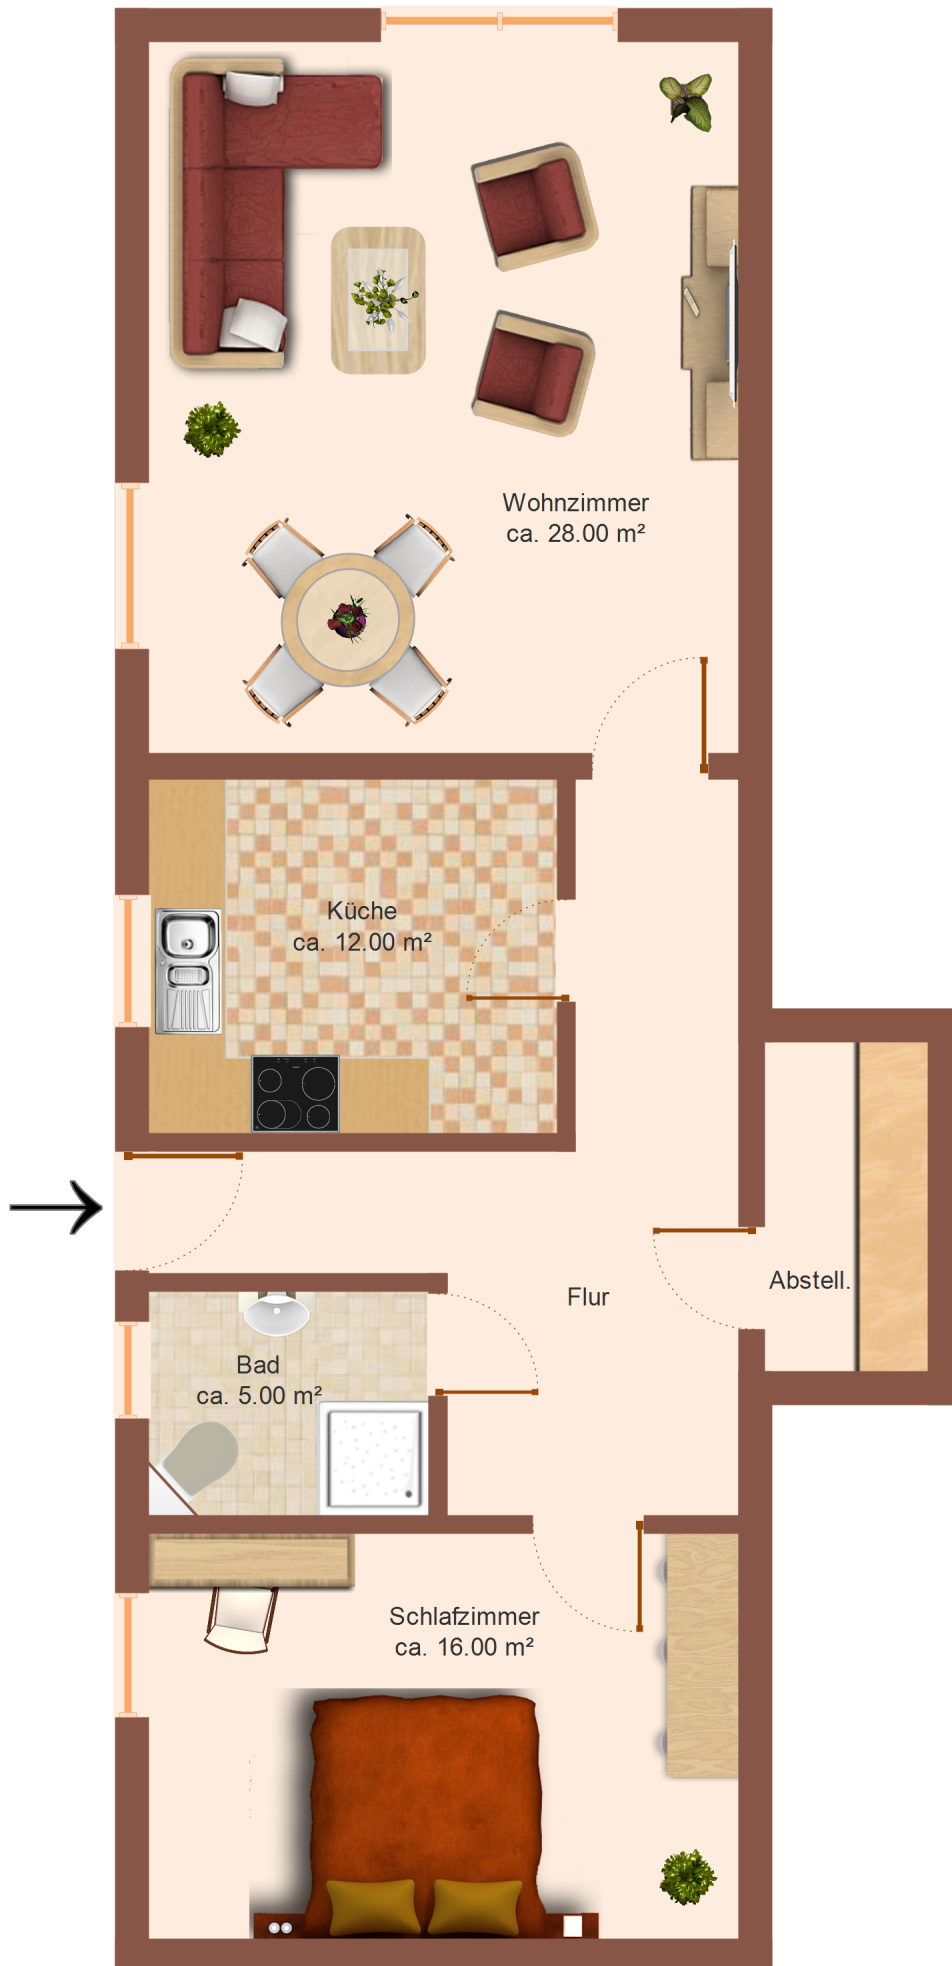 Wohnzimmer
ca. 28.00 m²
Küche
ca. 12.00 m²
Abstell.
Flur
Bad
ca. 5.00 m²
Schlafzimmer
ca. 16.00 m²